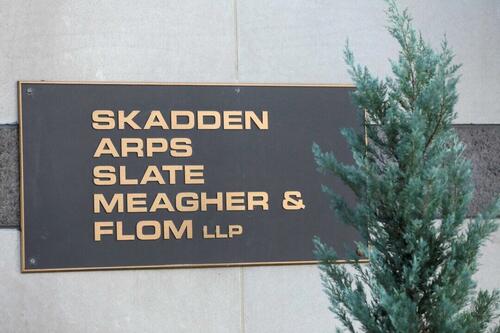 SKADDEN
ARPS
SLATE
MEAGHER &
FLOM LLP